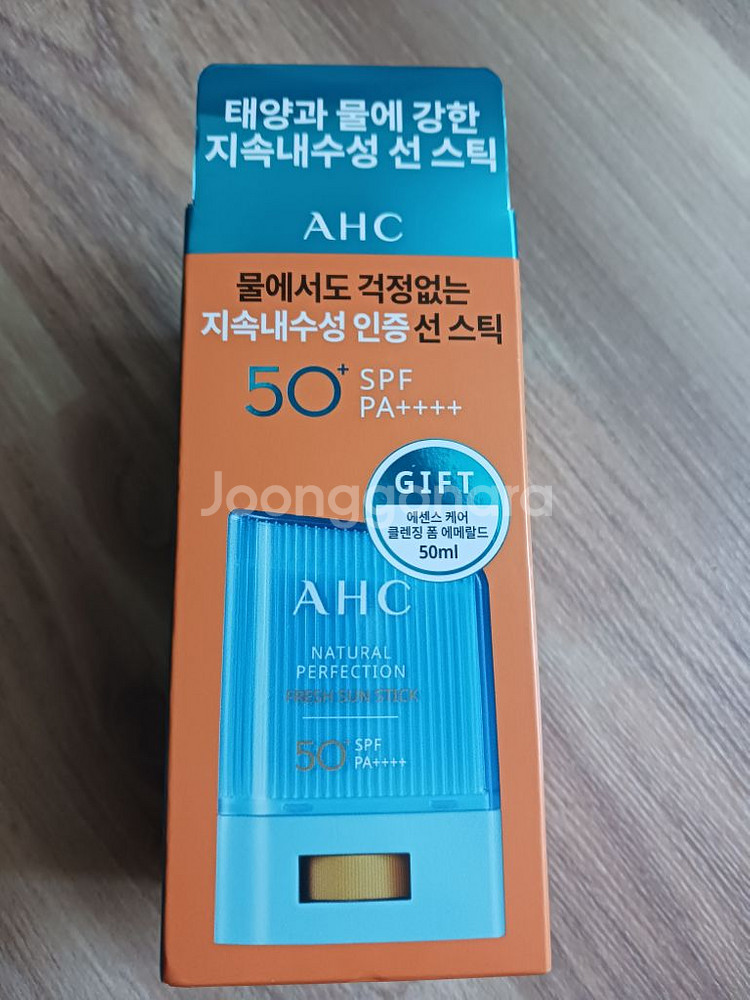 태양과 물에 강한
지속내수성 선 스틱
AHC
물에서도 걱정없는
지속내수성 인증 선 스틱
50+ SPF
PA++++
GIFT
에센스 케어
클렌징 폼 에메랄드
50ml
Joonggonara
AHC
NATURAL
PERFECTION
FRESH SUN STICK
50+ SPF
PA++++